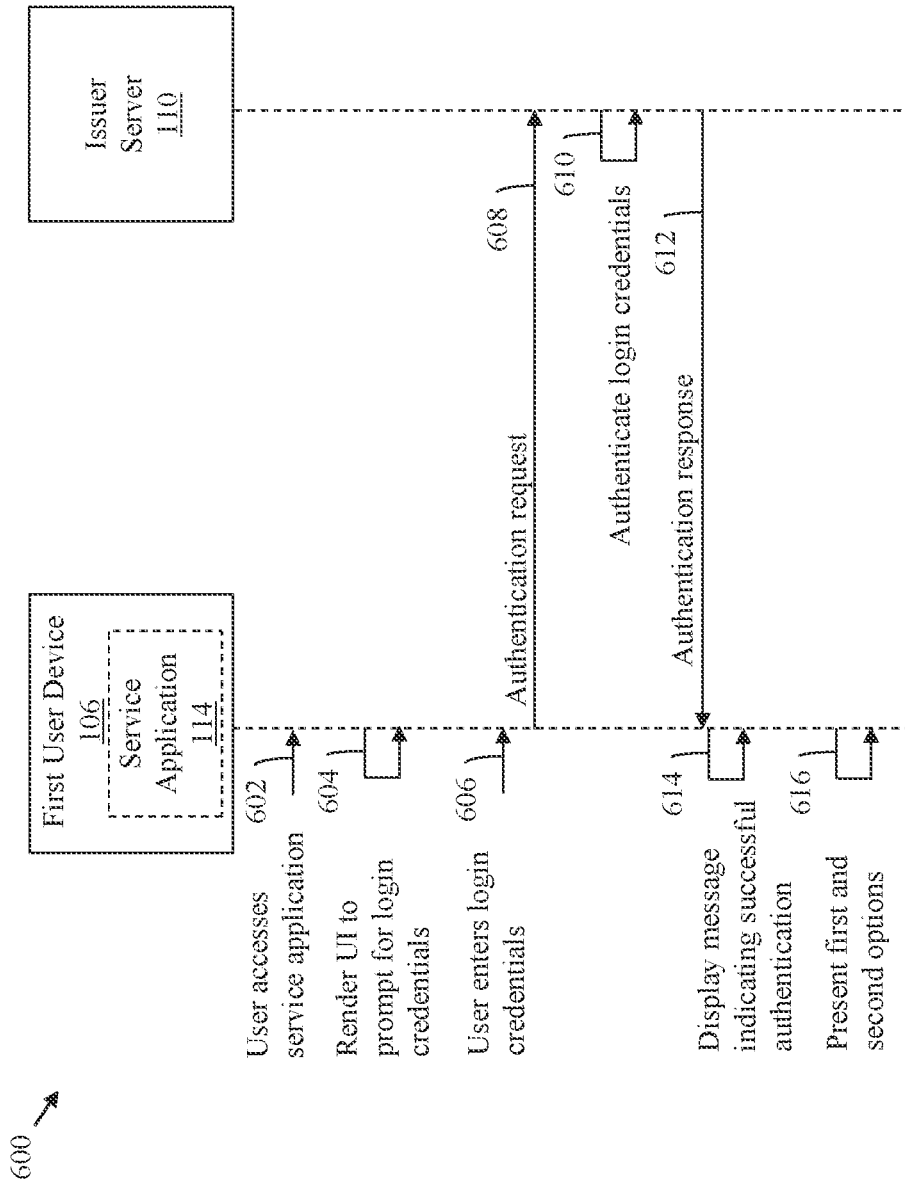 600
First User Device
106
Service
Application
114
Issuer
Server
110
User accesses
service application
602
Render UI to
prompt for login
credentials
604
User enters login
credentials
606
Authentication request
608
610
Authenticate login credentials
Authentication response
612
Display message
indicating successful
authentication
614
Present first and
second options
616